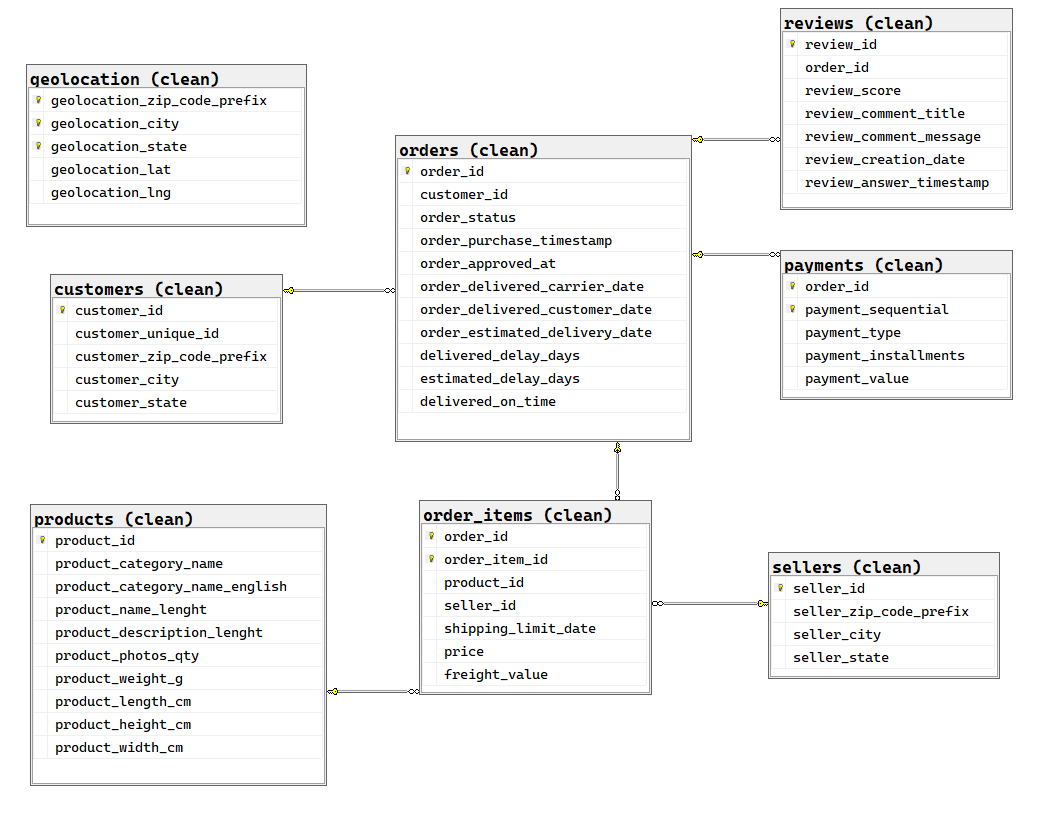 geolocation (clean)
geolocation_zip_code_prefix
geolocation_city
geolocation_state
geolocation_lat
geolocation_lng
customers (clean)
customer_id
customer_unique_id
customer_zip_code_prefix
customer_city
customer_state
products (clean)
product_id
product_category_name
product_category_name_english
product_name_lenght
product_description_lenght
product_photos_qty
product_weight_g
product_length_cm
product_height_cm
product_width_cm
orders (clean)
order_id
customer_id
order_status
order_purchase_timestamp
order_approved_at
order_delivered_carrier_date
order_delivered_customer_date
order_estimated_delivery_date
delivered_delay_days
estimated_delay_days
delivered_on_time
order_items (clean)
order_id
order_item_id
product_id
seller_id
shipping_limit_date
price
freight_value
reviews (clean)
review_id
order_id
review_score
review_comment_title
review_comment_message
review_creation_date
review_answer_timestamp
payments (clean)
order_id
payment_sequential
payment_type
payment_installments
payment_value
sellers (clean)
seller_id
seller_zip_code_prefix
seller_city
seller_state